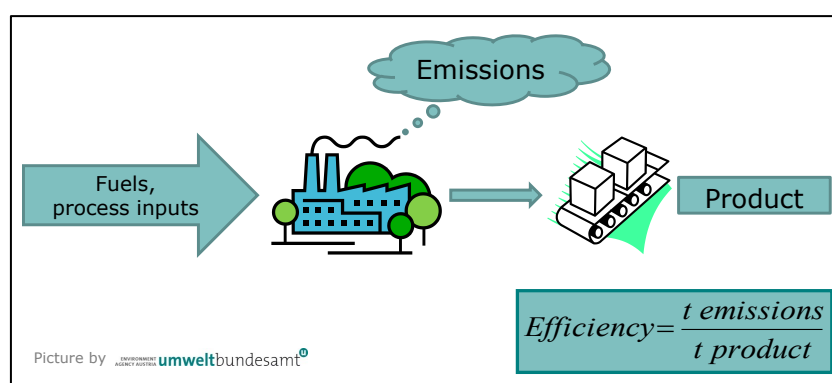 Emissions
Fuels,
process inputs
Product
Efficiency = t emissions / t product
Picture by ENVIRONMENT AGENCY AUSTRIA umweltbundesamt u